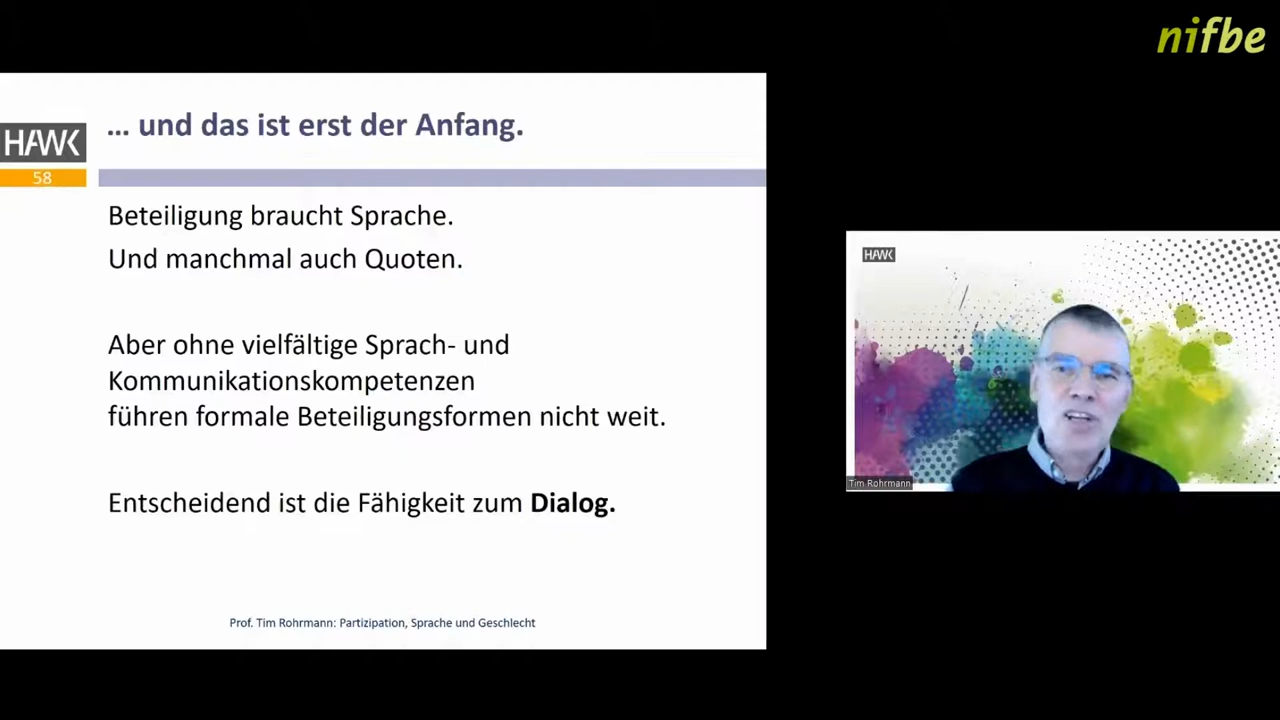 nifbe
HAWK
58
... und das ist erst der Anfang.
Beteiligung braucht Sprache.
Und manchmal auch Quoten.
Aber ohne vielfältige Sprach- und
Kommunikationskompetenzen
führen formale Beteiligungsformen nicht weit.
Entscheidend ist die Fähigkeit zum Dialog.
Prof. Tim Rohrmann: Partizipation, Sprache und Geschlecht
HAWK
Tim Rohrmann